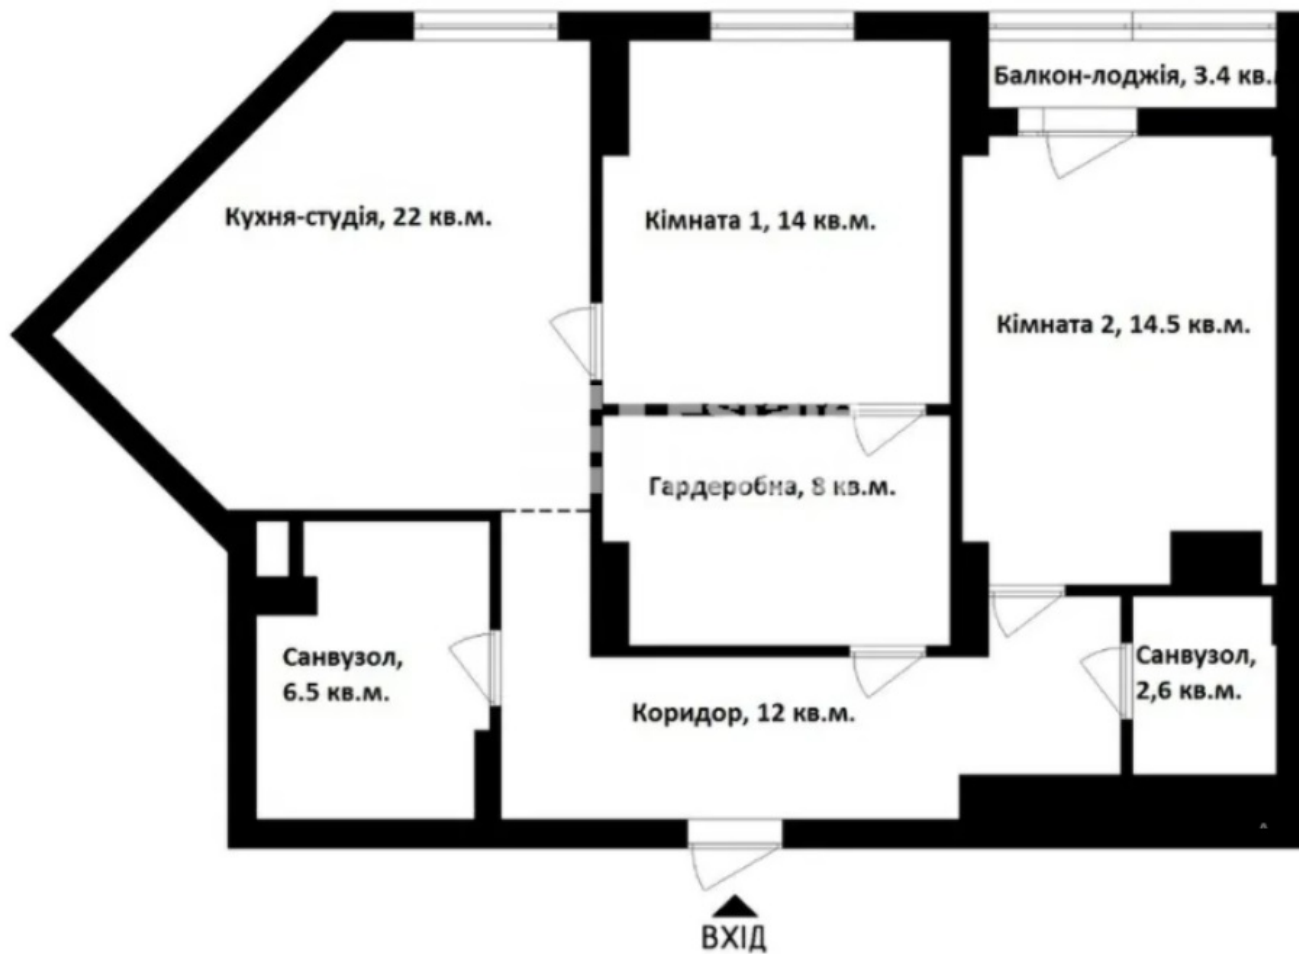 Балкон-лоджія, 3.4 кв.
Кухня-студія, 22 кв.м.
Кімната 1, 14 кв.м.
Кімната 2, 14.5 кв.м.
Гардеробна, 8 кв.м.
Санвузол,
6.5 кв.м.
Коридор, 12 кв.м.
Санвузол,
2,6 кв.м.
ВХІД